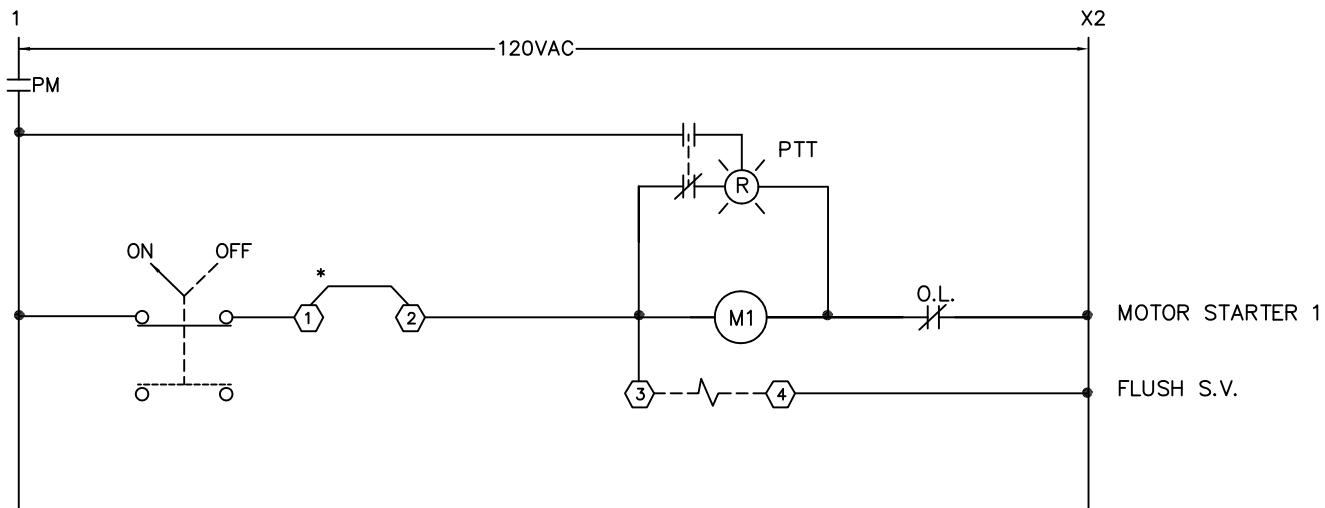 1 X2
120VAC
PM
PTT
R
ON OFF
*
O.L.
1 2 M1 MOTOR STARTER 1
3 4 FLUSH S.V.